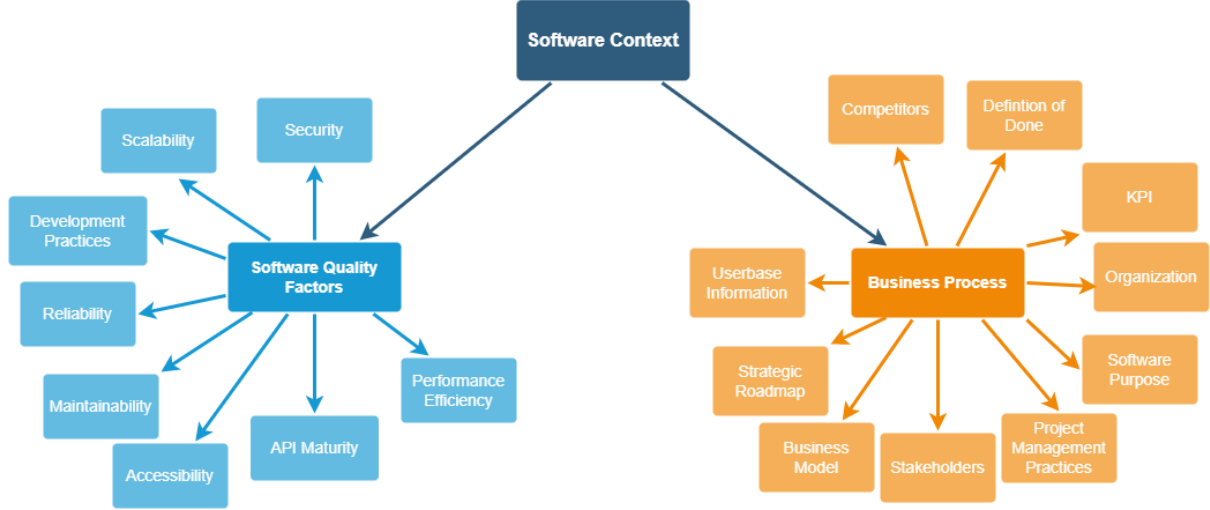 Software Context
Security
Scalability
Development
Practices
Software Quality
Factors
Reliability
Maintainability
Accessibility
API Maturity
Performance
Efficiency
Competitors
Defintion of
Done
KPI
Userbase
Information
Business Process
Organization
Strategic
Roadmap
Software
Purpose
Business
Model
Stakeholders
Project
Management
Practices